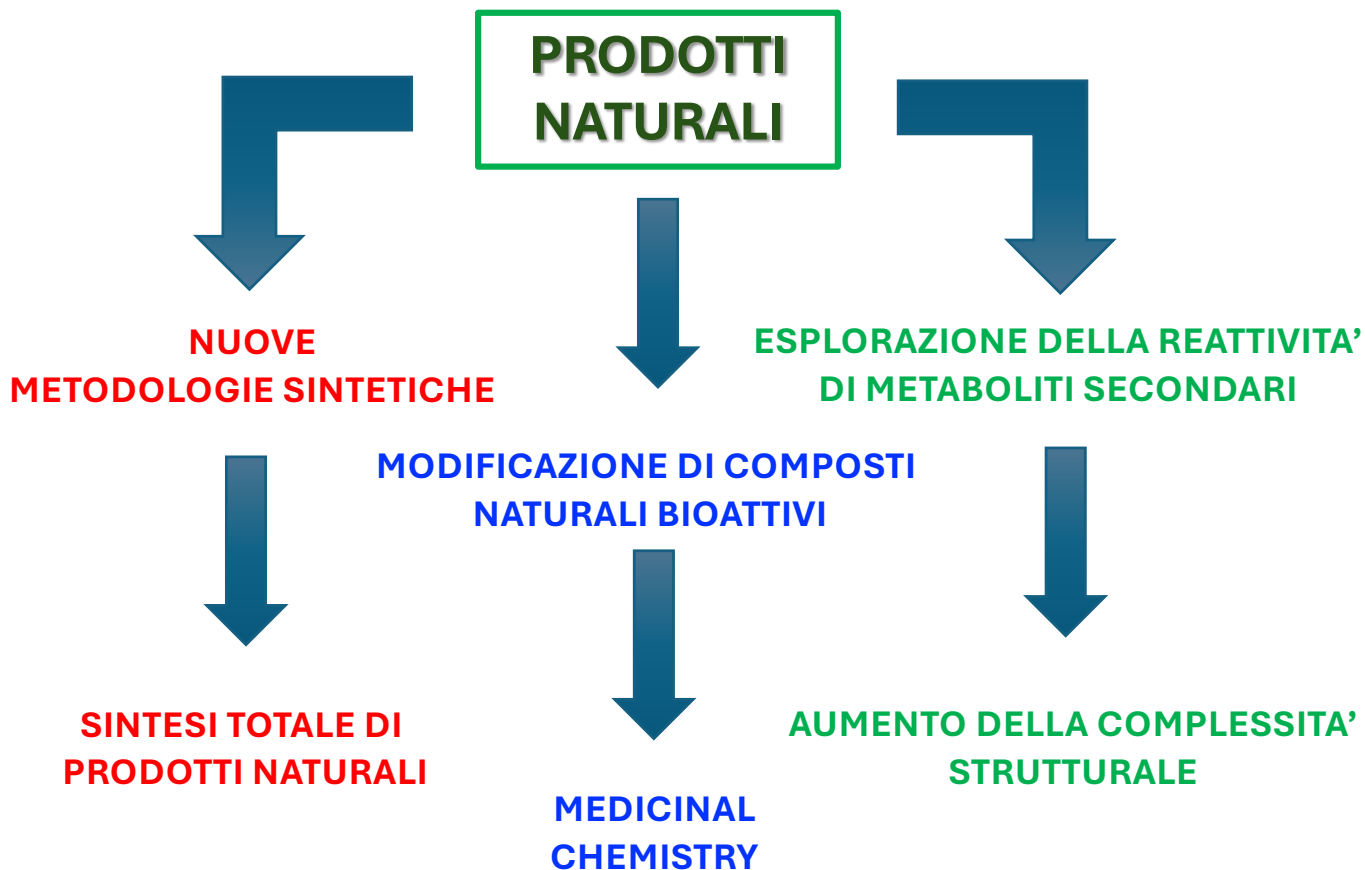 PRODOTTI
NATURALI
NUOVE
METODOLOGIE SINTETICHE
ESPLORAZIONE DELLA REATTIVITA’
DI METABOLITI SECONDARI
MODIFICAZIONE DI COMPOSTI
NATURALI BIOATTIVI
SINTESI TOTALE DI
PRODOTTI NATURALI
AUMENTO DELLA COMPLESSITA’
STRUTTURALE
MEDICINAL
CHEMISTRY